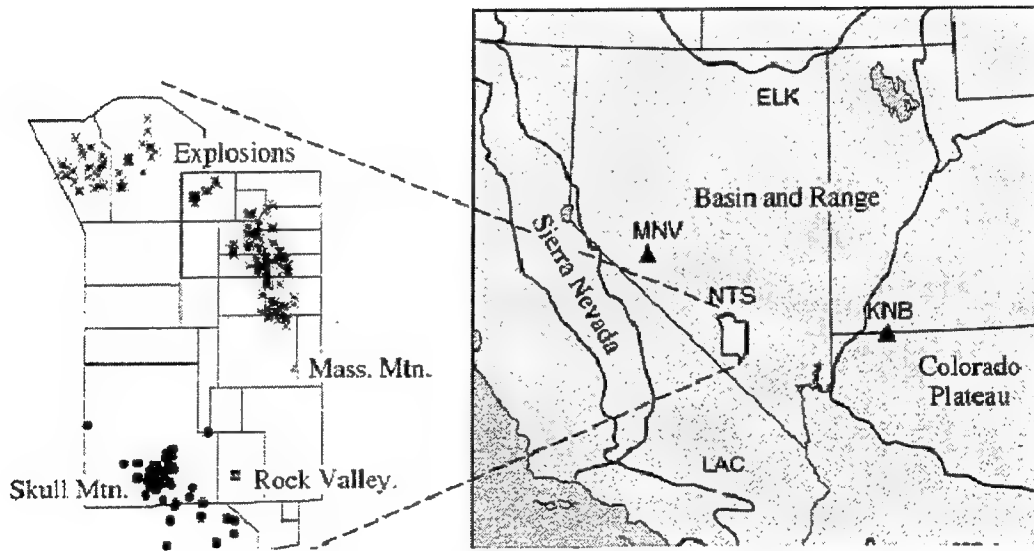 Explosions
Mass. Mtn.
Skull Mtn.
Rock Valley.
ELK
Basin and Range
MNV
Sierra Nevada
NTS
KNB
Colorado
Plateau
LAC